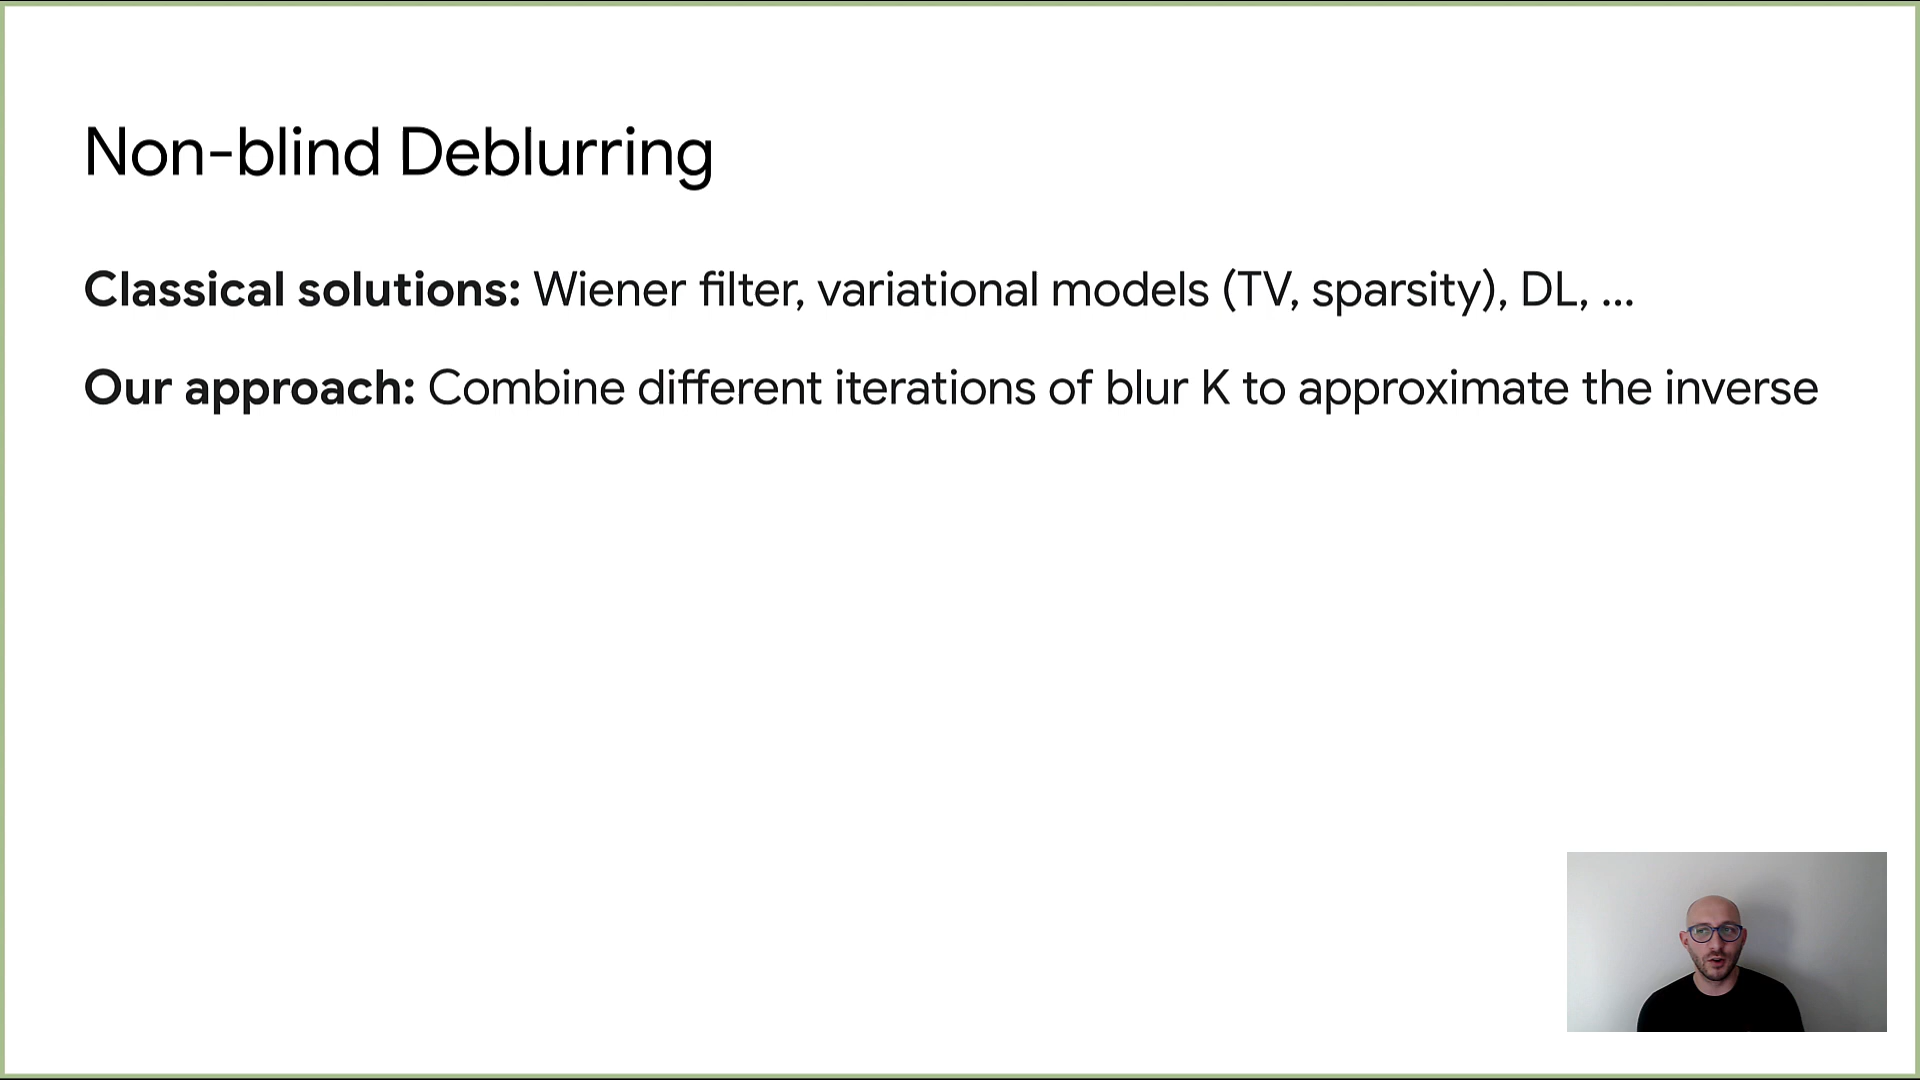 Non-blind Deblurring
Classical solutions: Wiener filter, variational models (TV, sparsity), DL, ...
Our approach: Combine different iterations of blur K to approximate the inverse